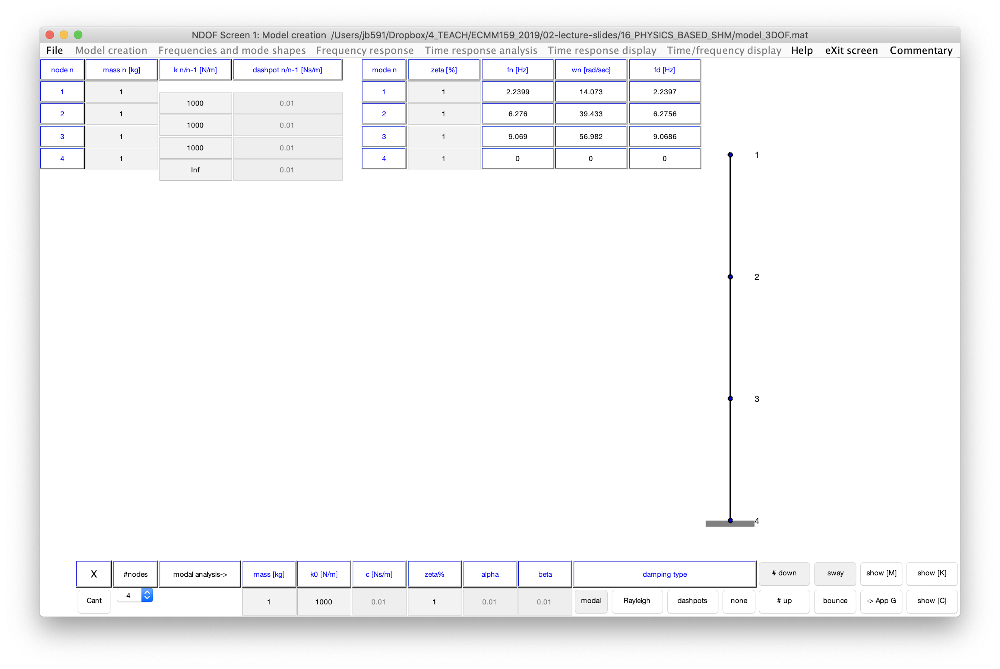 NDOF Screen 1: Model creation /Users/jb591/Dropbox/4_TEACH/ECMM159_2019/02-lecture-slides/16_PHYSICS_BASED_SHM/model_3DOF.mat
File Model creation Frequencies and mode shapes Frequency response Time response analysis Time response display Time/frequency display Help eXit screen Commentary
node n mass n [kg] k n/n-1 [N/m] dashpot n/n-1 [Ns/m] mode n zeta [%] fn [Hz] wn [rad/sec] fd [Hz]
1 1 1 1 2.2399 14.073 2.2397
1000 0.01
2 1 2 1 6.276 39.433 6.2756
1000 0.01
3 1 3 1 9.069 56.982 9.0686
1000 0.01
4 1 4 1 0 0 0
Inf 0.01
1
2
3
4
X #nodes modal analysis-> mass [kg] k0 [N/m] c [Ns/m] zeta% alpha beta damping type # down sway show [M] show [K]
Cant 4 1 1000 0.01 1 0.01 0.01 modal Rayleigh dashpots none # up bounce -> App G show [C]